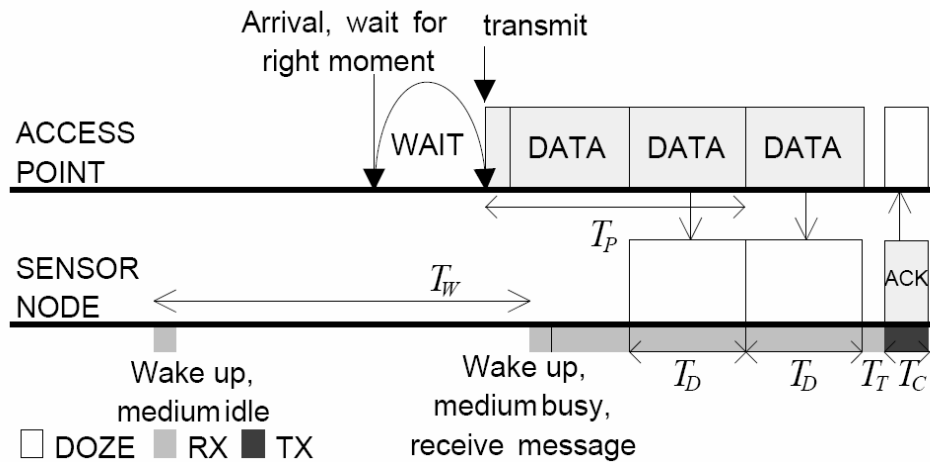 Arrival, wait for
right moment
transmit
ACCESS
POINT
WAIT
DATA
DATA
DATA
T_P
SENSOR
NODE
T_W
ACK
Wake up,
medium idle
Wake up,
medium busy,
receive message
T_D
T_D
T_T
T_C
DOZE
RX
TX